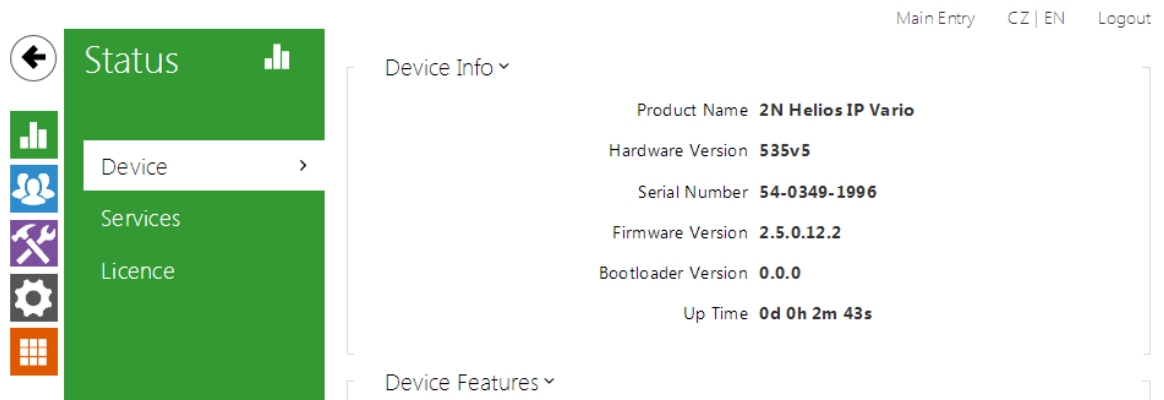 Main Entry CZ | EN Logout
Status
Device
Services
Licence
Device Info
Product Name 2N Helios IP Vario
Hardware Version 535v5
Serial Number 54-0349-1996
Firmware Version 2.5.0.12.2
Bootloader Version 0.0.0
Up Time 0d 0h 2m 43s
Device Features